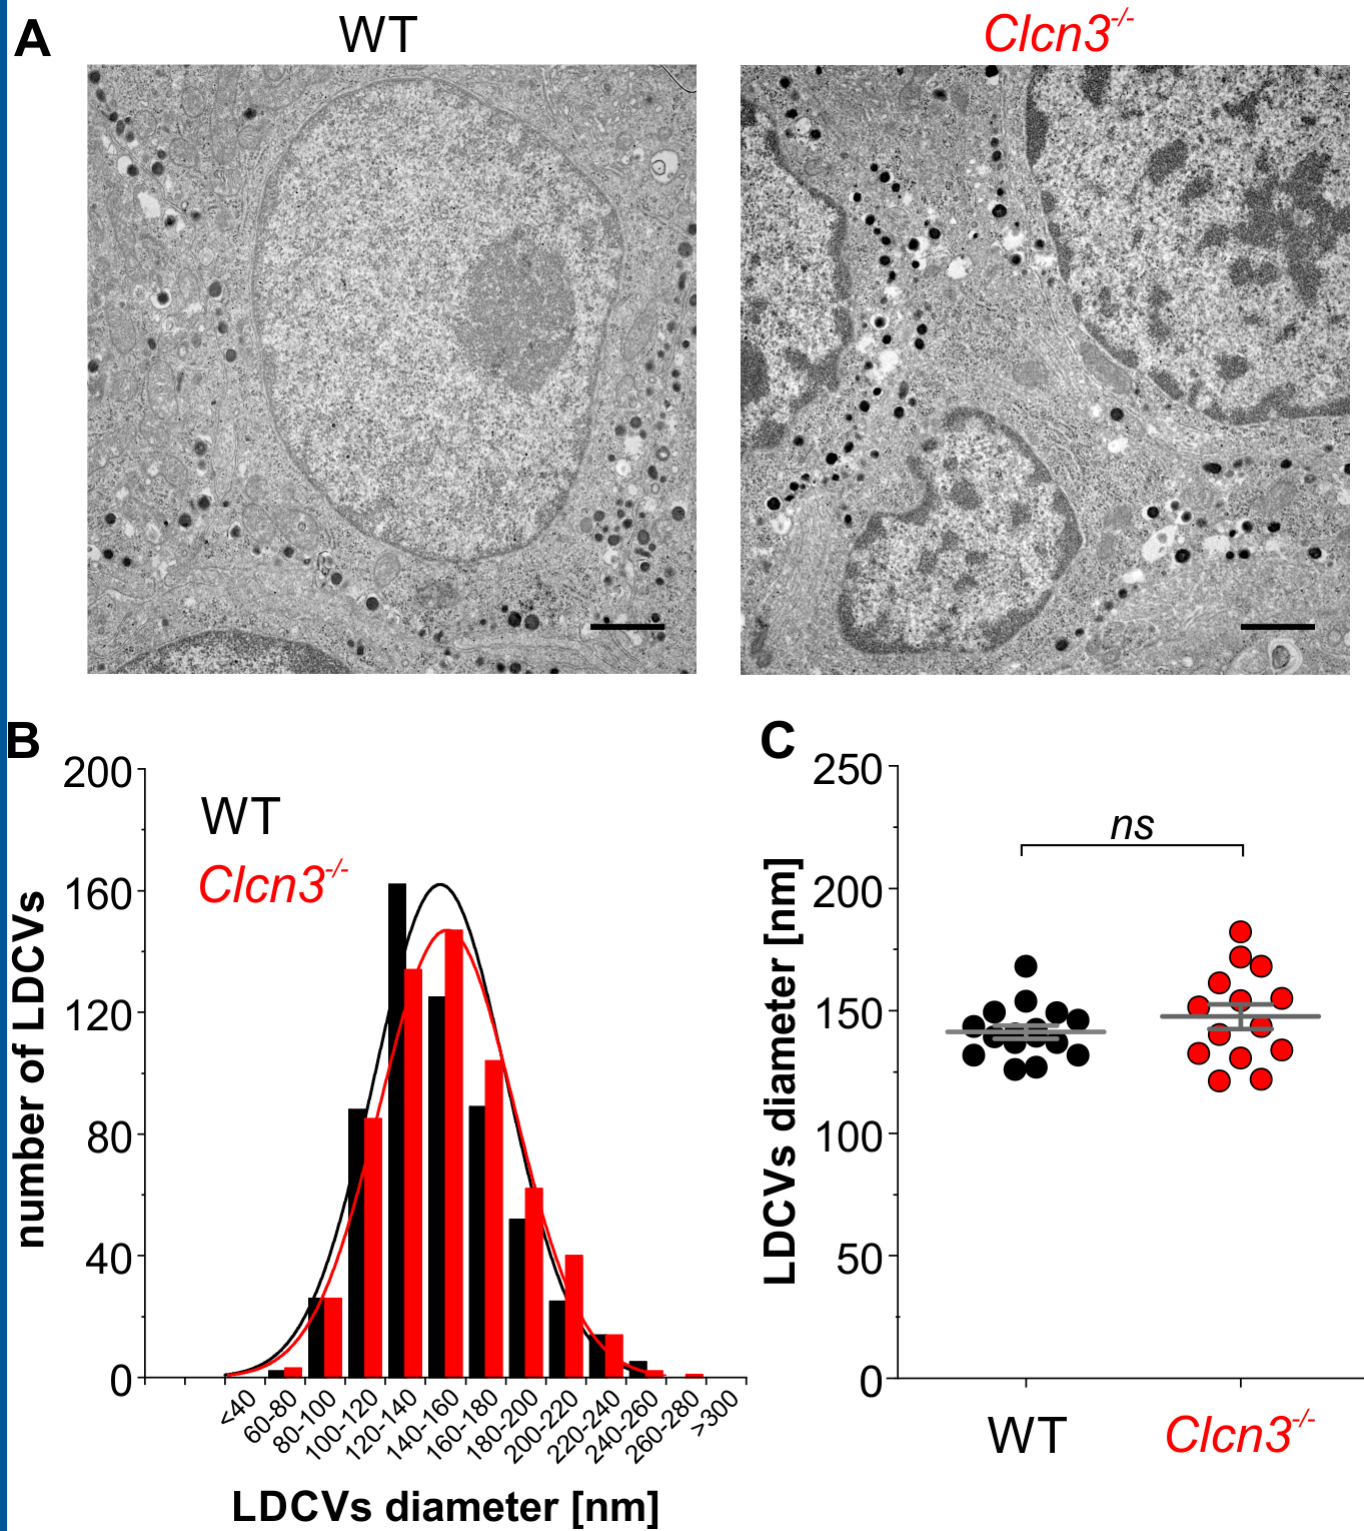 A
WT
Clcn3-/-
B
200
160
120
80
40
0
number of LDCVs
WT
Clcn3-/-
<40
60-80
80-100
100-120
120-140
140-160
160-180
180-200
200-220
220-240
240-260
260-280
>300
LDCVs diameter [nm]
C
250
200
150
100
50
0
LDCVs diameter [nm]
ns
WT
Clcn3-/-